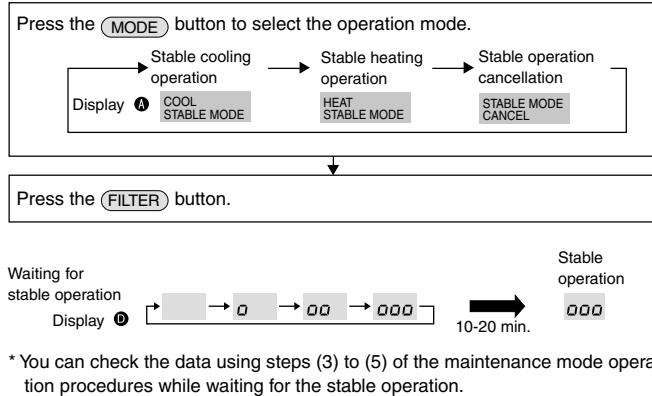 Press the MODE button to select the operation mode.
Stable cooling operation
Stable heating operation
Stable operation cancellation
Display A
COOL
STABLE MODE
HEAT
STABLE MODE
STABLE MODE
CANCEL
Press the FILTER button.
Waiting for
stable operation
Display D
0
00
000
10-20 min.
Stable
operation
000
* You can check the data using steps (3) to (5) of the maintenance mode opera
tion procedures while waiting for the stable operation.